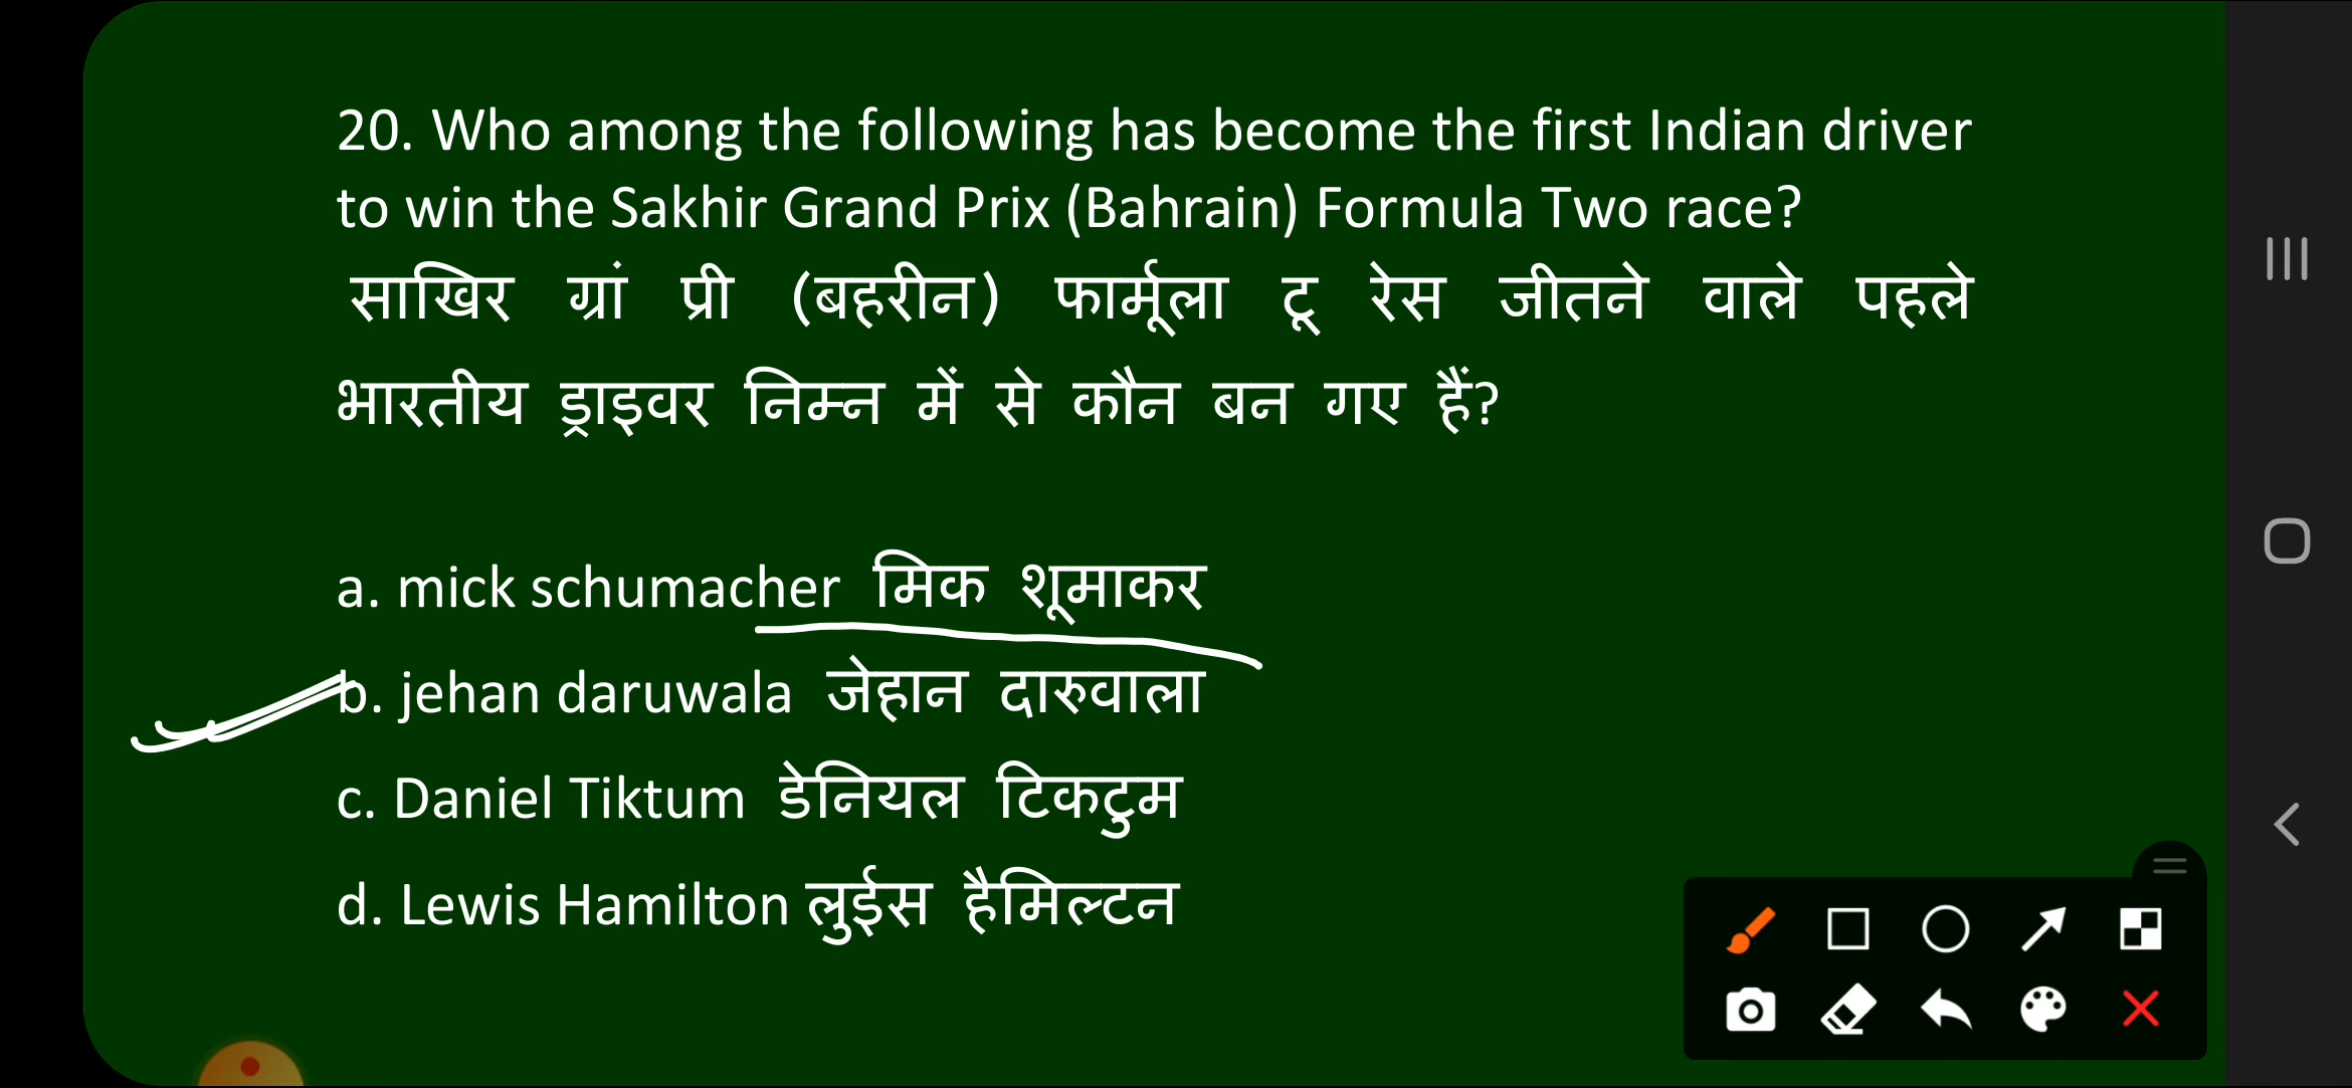 20. Who among the following has become the first Indian driver
to win the Sakhir Grand Prix (Bahrain) Formula Two race?
साखिर ग्रां प्री (बहरीन) फार्मूला टू रेस जीतने वाले पहले
भारतीय ड्राइवर निम्न में से कौन बन गए हैं?
a. mick schumacher मिक शूमाकर
b. jehan daruwala जेहान दारुवाला
c. Daniel Tiktum डेनियल टिकटुम
d. Lewis Hamilton लुईस हैमिल्टन